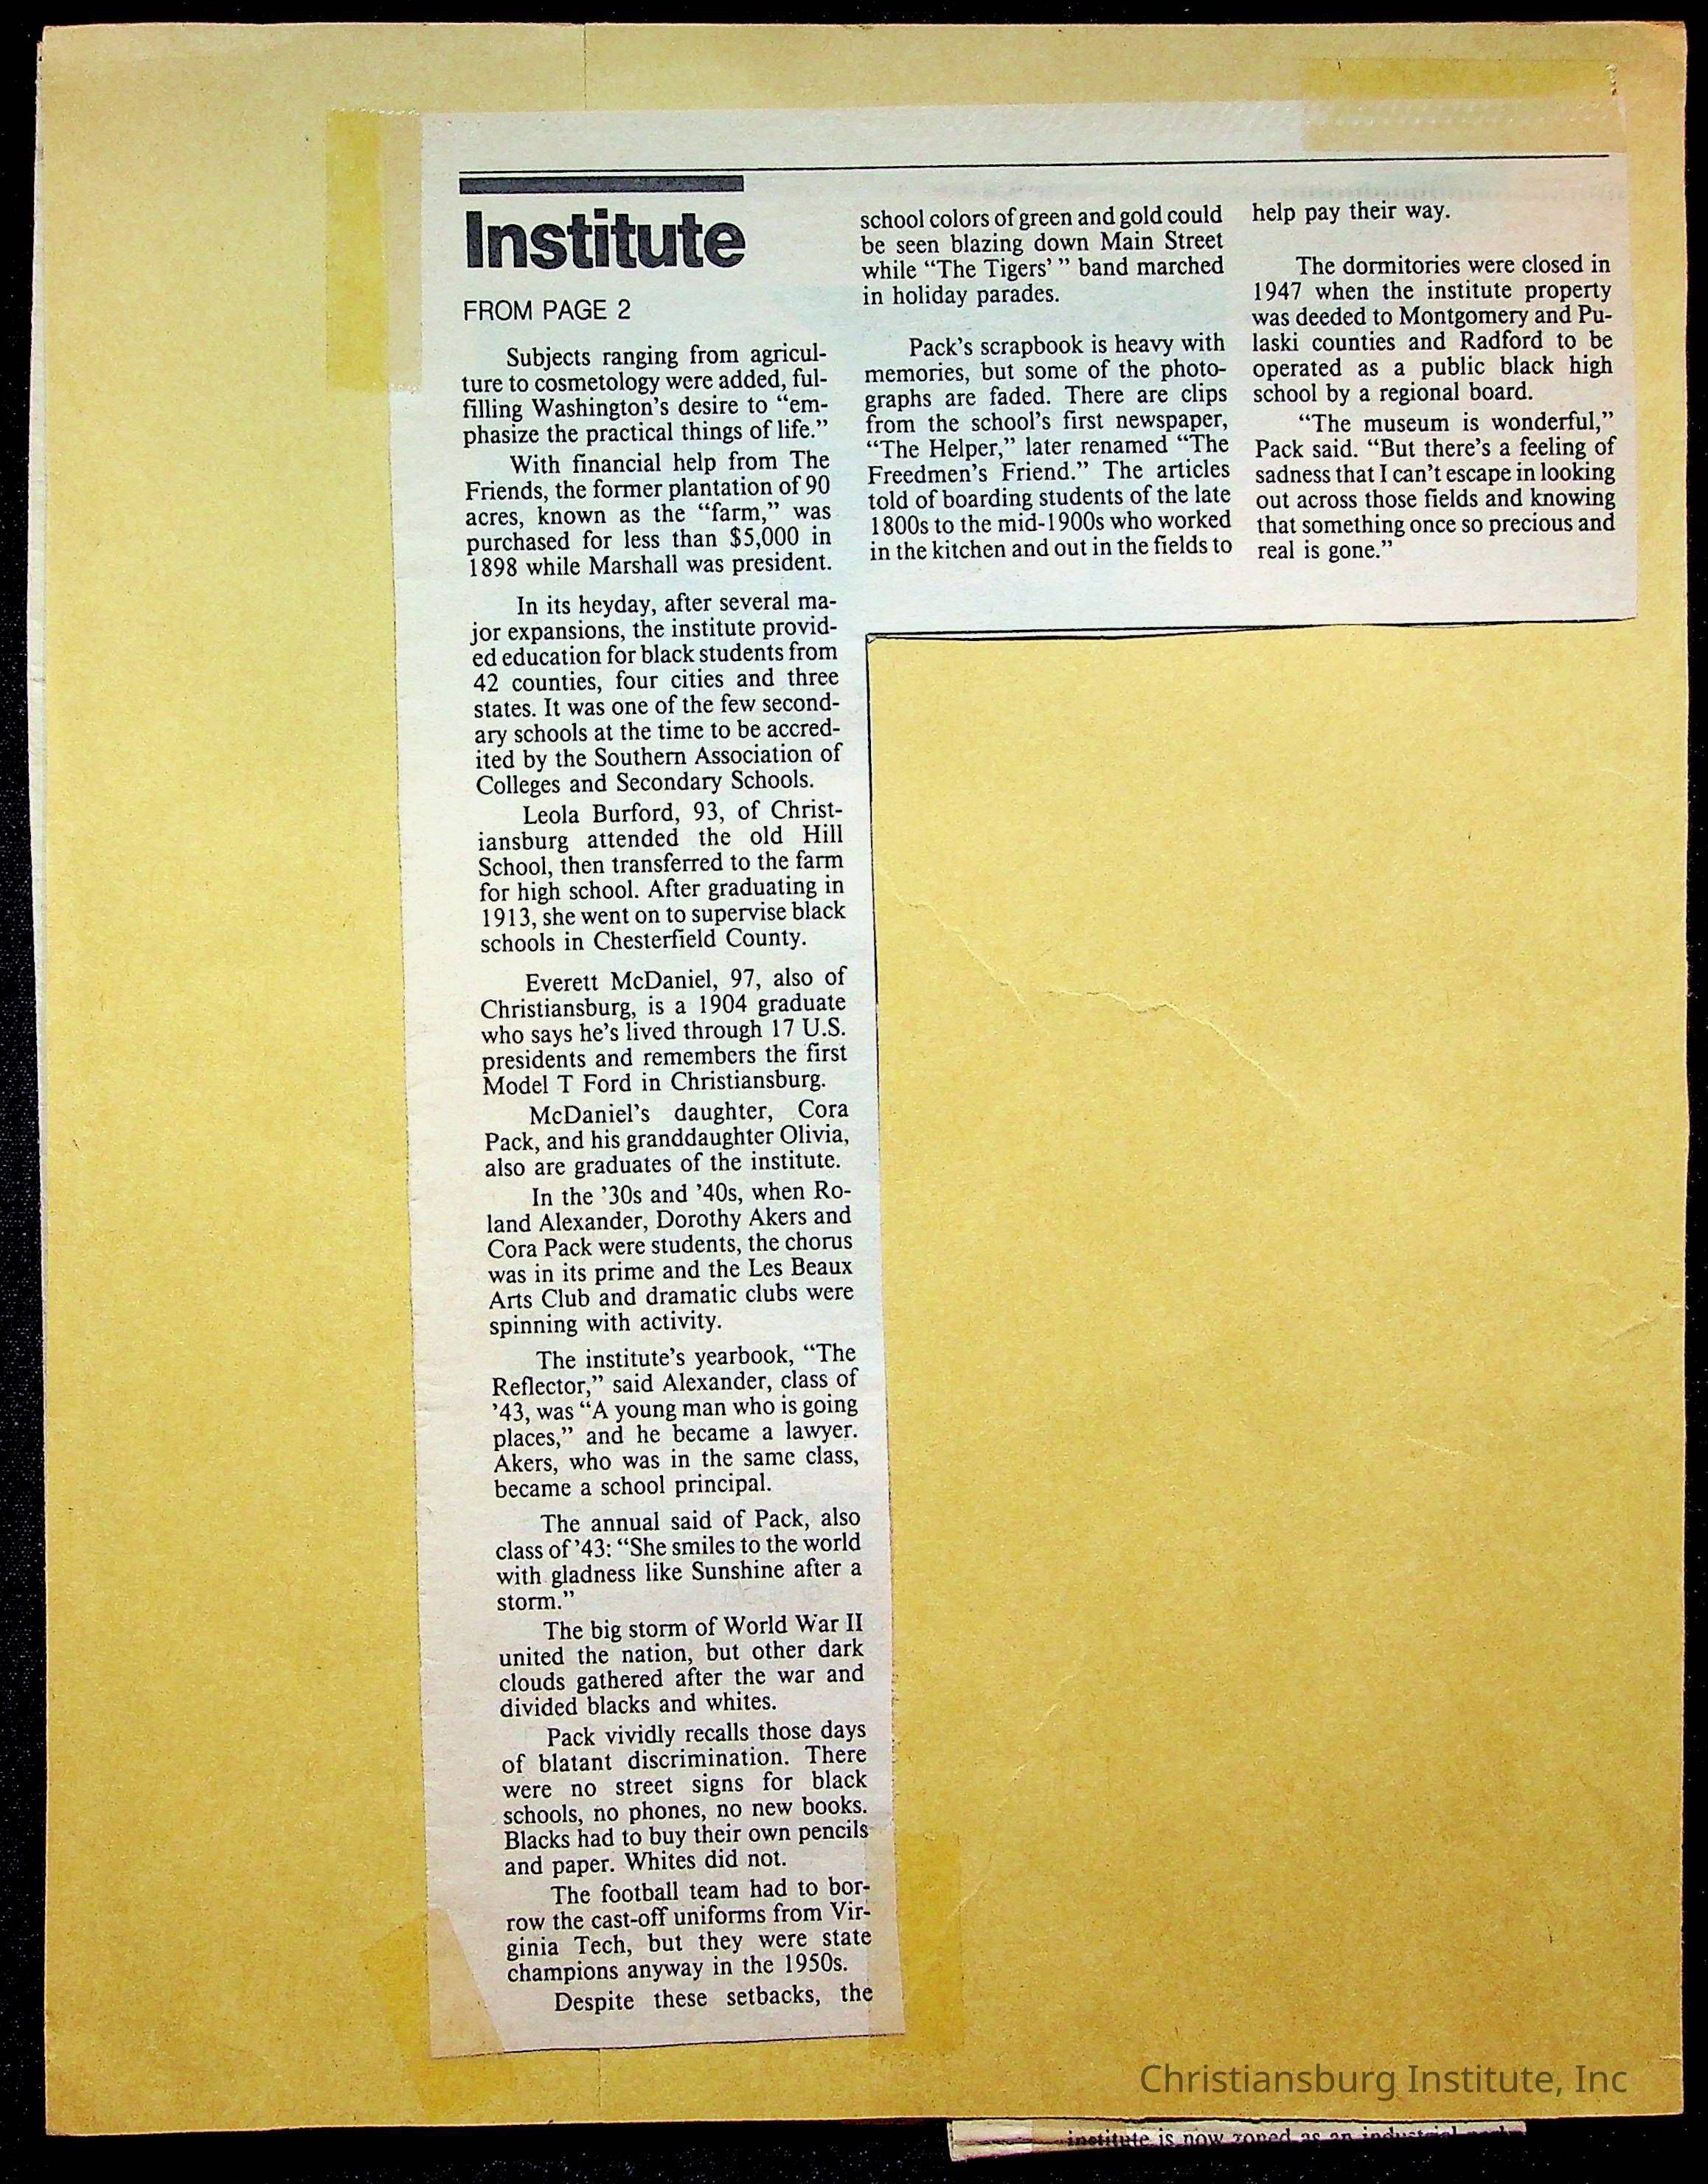 Institute
FROM PAGE 2
Subjects ranging from agricul-
ture to cosmetology were added, ful-
filling Washington's desire to “em-
phasize the practical things of life.”
With financial help from The
Friends, the former plantation of 90
acres, known as the “farm,” was
purchased for less than $5,000 in
1898 while Marshall was president.
In its heyday, after several ma-
jor expansions, the institute provid-
ed education for black students from
42 counties, four cities and three
states. It was one of the few second-
ary schools at the time to be accred-
ited by the Southern Association of
Colleges and Secondary Schools.
Leola Burford, 93, of Christ-
iansburg attended the old Hill
School, then transferred to the farm
for high school. After graduating in
1913, she went on to supervise black
schools in Chesterfield County.
Everett McDaniel, 97, also of
Christiansburg, is a 1904 graduate
who says he's lived through 17 U.S.
presidents and remembers the first
Model T Ford in Christiansburg.
McDaniel's daughter, Cora
Pack, and his granddaughter Olivia,
also are graduates of the institute.
In the '30s and '40s, when Ro-
land Alexander, Dorothy Akers and
Cora Pack were students, the chorus
was in its prime and the Les Beaux
Arts Club and dramatic clubs were
spinning with activity.
The institute's yearbook, “The
Reflector,” said Alexander, class of
'43, was “A young man who is going
places,” and he became a lawyer.
Akers, who was in the same class,
became a school principal.
The annual said of Pack, also
class of '43: “She smiles to the world
with gladness like Sunshine after a
storm.”
The big storm of World War II
united the nation, but other dark
clouds gathered after the war and
divided blacks and whites.
Pack vividly recalls those days
of blatant discrimination. There
were no street signs for black
schools, no phones, no new books.
Blacks had to buy their own pencils
and paper. Whites did not.
The football team had to bor-
row the cast-off uniforms from Vir-
ginia Tech, but they were state
champions anyway in the 1950s.
Despite these setbacks, the
school colors of green and gold could
be seen blazing down Main Street
while “The Tigers' ” band marched
in holiday parades.
Pack's scrapbook is heavy with
memories, but some of the photo-
graphs are faded. There are clips
from the school's first newspaper,
“The Helper,” later renamed “The
Freedmen's Friend.” The articles
told of boarding students of the late
1800s to the mid-1900s who worked
in the kitchen and out in the fields to
help pay their way.
The dormitories were closed in
1947 when the institute property
was deeded to Montgomery and Pu-
laski counties and Radford to be
operated as a public black high
school by a regional board.
“The museum is wonderful,”
Pack said. “But there's a feeling of
sadness that I can't escape in looking
out across those fields and knowing
that something once so precious and
real is gone.”
Christiansburg Institute, Inc
institute is now zoned as an industrial